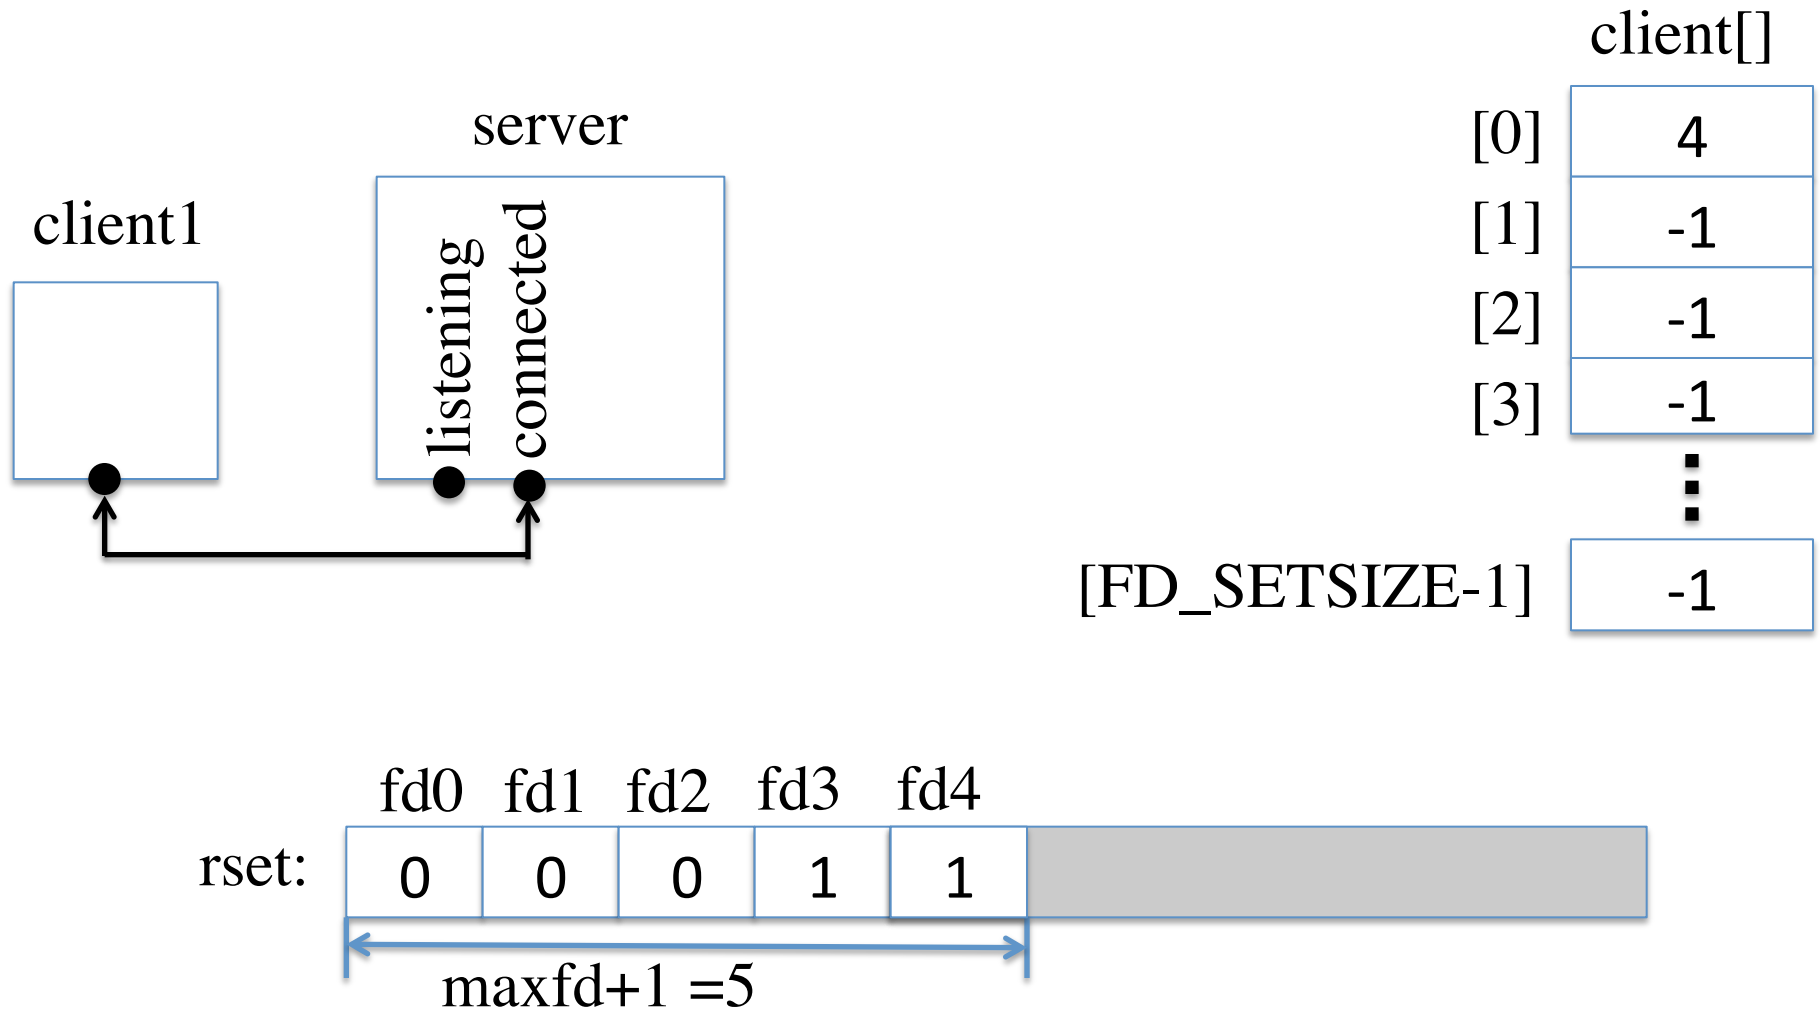 client[]
server
client1
listening
connected
[0] 4
[1] -1
[2] -1
[3] -1
[FD_SETSIZE-1] -1
fd0 fd1 fd2 fd3 fd4
rset: 0 0 0 1 1
maxfd+1 =5